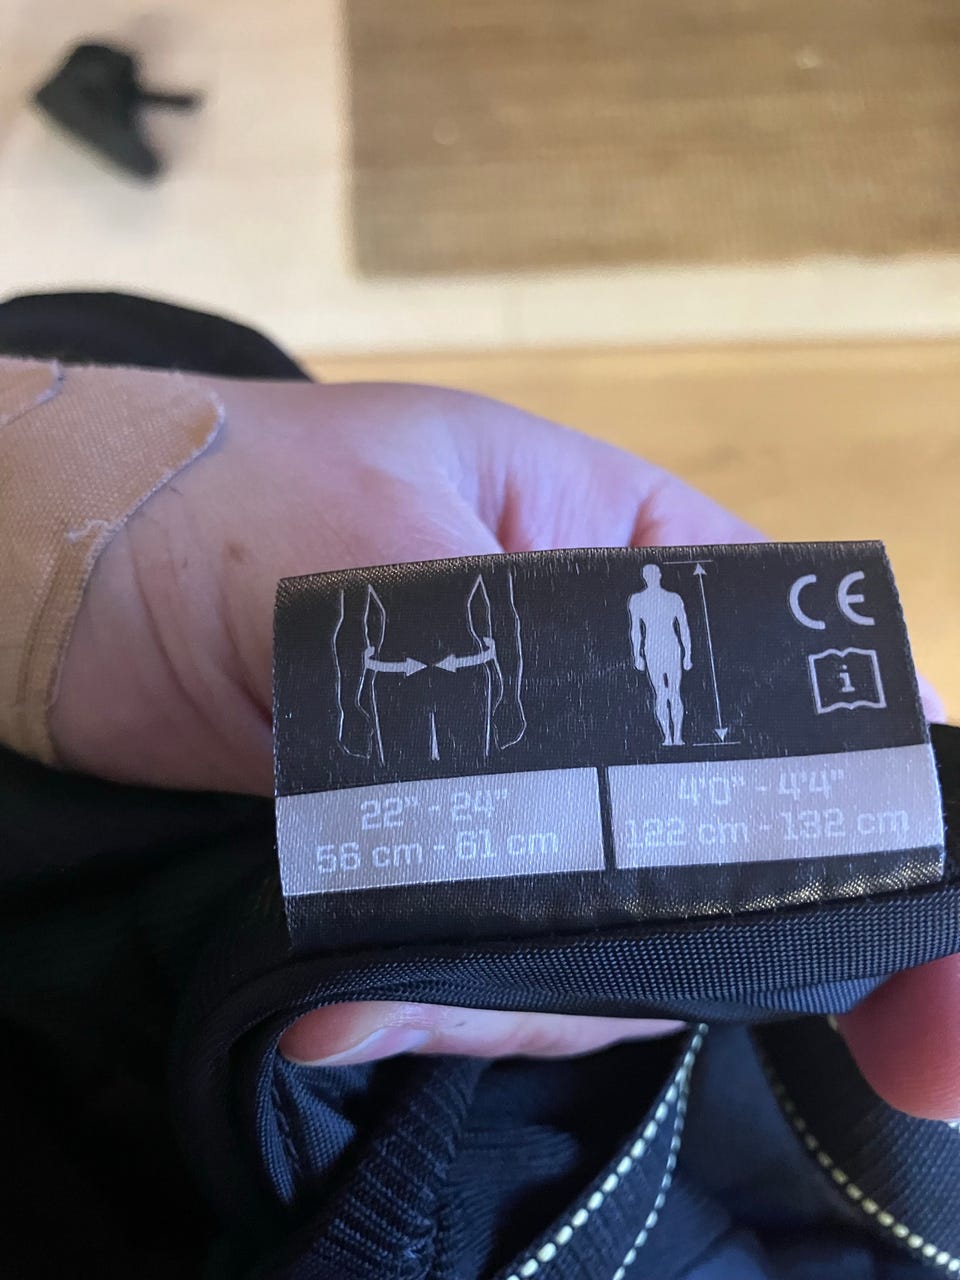 CE
i
22" - 24"
56 cm - 61 cm
4'0" - 4'4"
122 cm - 132 cm